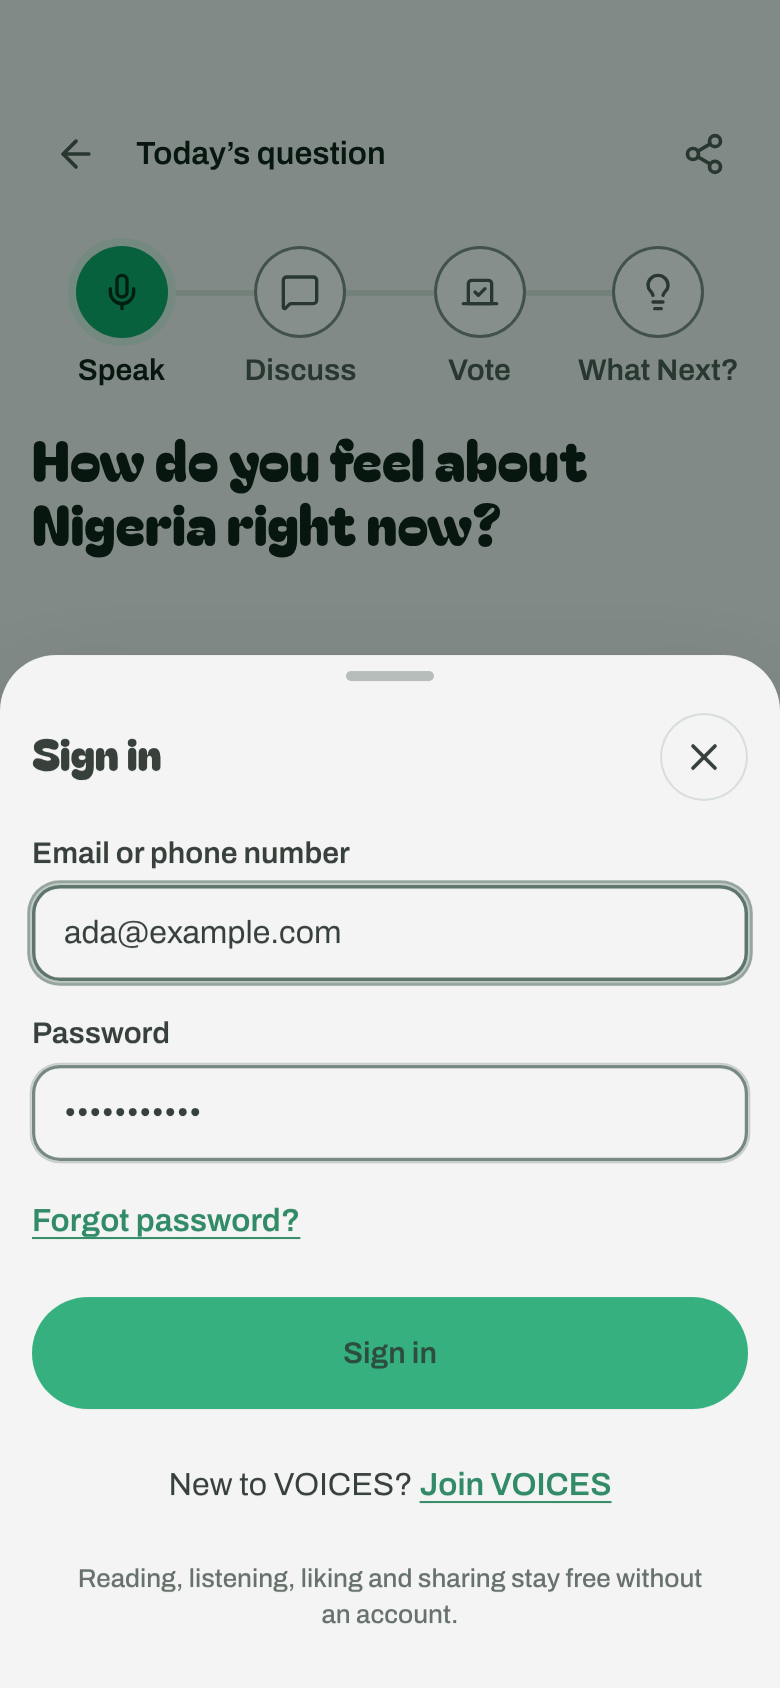 Today’s question
Speak
Discuss
Vote
What Next?
How do you feel about
Nigeria right now?
Sign in
Email or phone number
ada@example.com
Password
•••••••••••
Forgot password?
Sign in
New to VOICES? Join VOICES
Reading, listening, liking and sharing stay free without
an account.